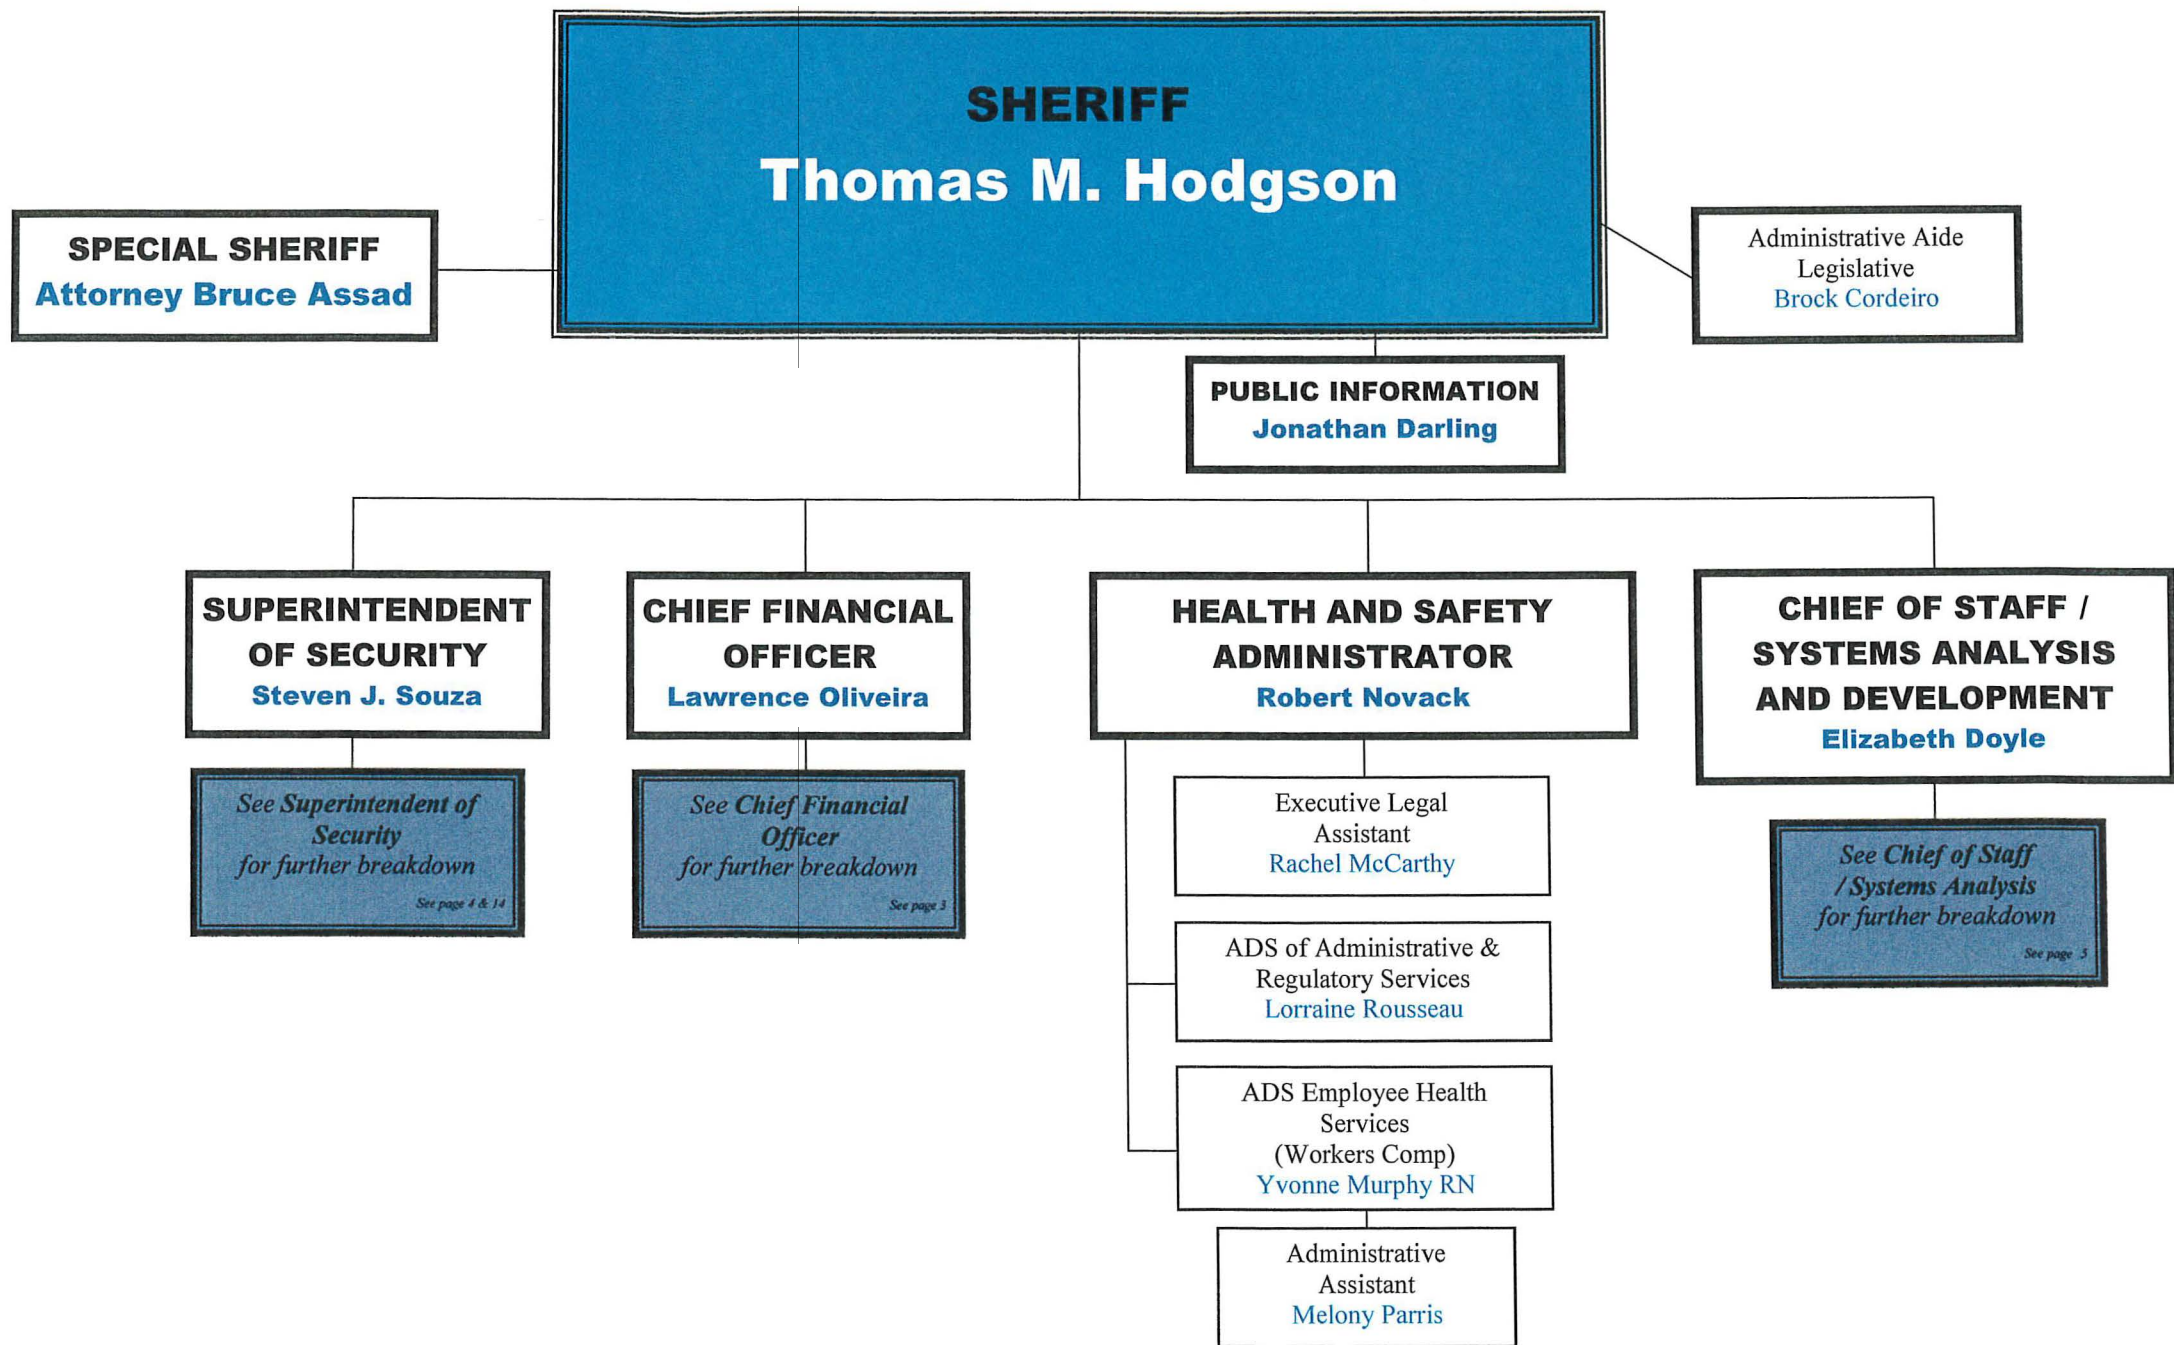 SHERIFF
Thomas M. Hodgson
SPECIAL SHERIFF
Attorney Bruce Assad
Administrative Aide
Legislative
Brock Cordeiro
PUBLIC INFORMATION
Jonathan Darling
SUPERINTENDENT
OF SECURITY
Steven J. Souza
See Superintendent of
Security
for further breakdown
See page 4 & 14
CHIEF FINANCIAL
OFFICER
Lawrence Oliveira
See Chief Financial
Officer
for further breakdown
See page 3
HEALTH AND SAFETY
ADMINISTRATOR
Robert Novack
Executive Legal
Assistant
Rachel McCarthy
ADS of Administrative &
Regulatory Services
Lorraine Rousseau
ADS Employee Health
Services
(Workers Comp)
Yvonne Murphy RN
Administrative
Assistant
Melony Parris
CHIEF OF STAFF /
SYSTEMS ANALYSIS
AND DEVELOPMENT
Elizabeth Doyle
See Chief of Staff
/ Systems Analysis
for further breakdown
See page 5